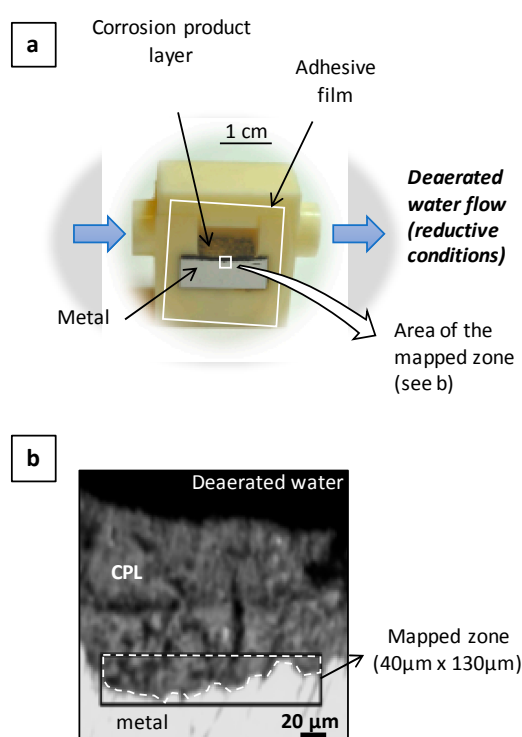 a
Corrosion product
layer
Adhesive
film
1 cm
Deaerated
water flow
(reductive
conditions)
Metal
Area of the
mapped zone
(see b)
b
Deaerated water
CPL
Mapped zone
(40µm x 130µm)
metal
20 µm